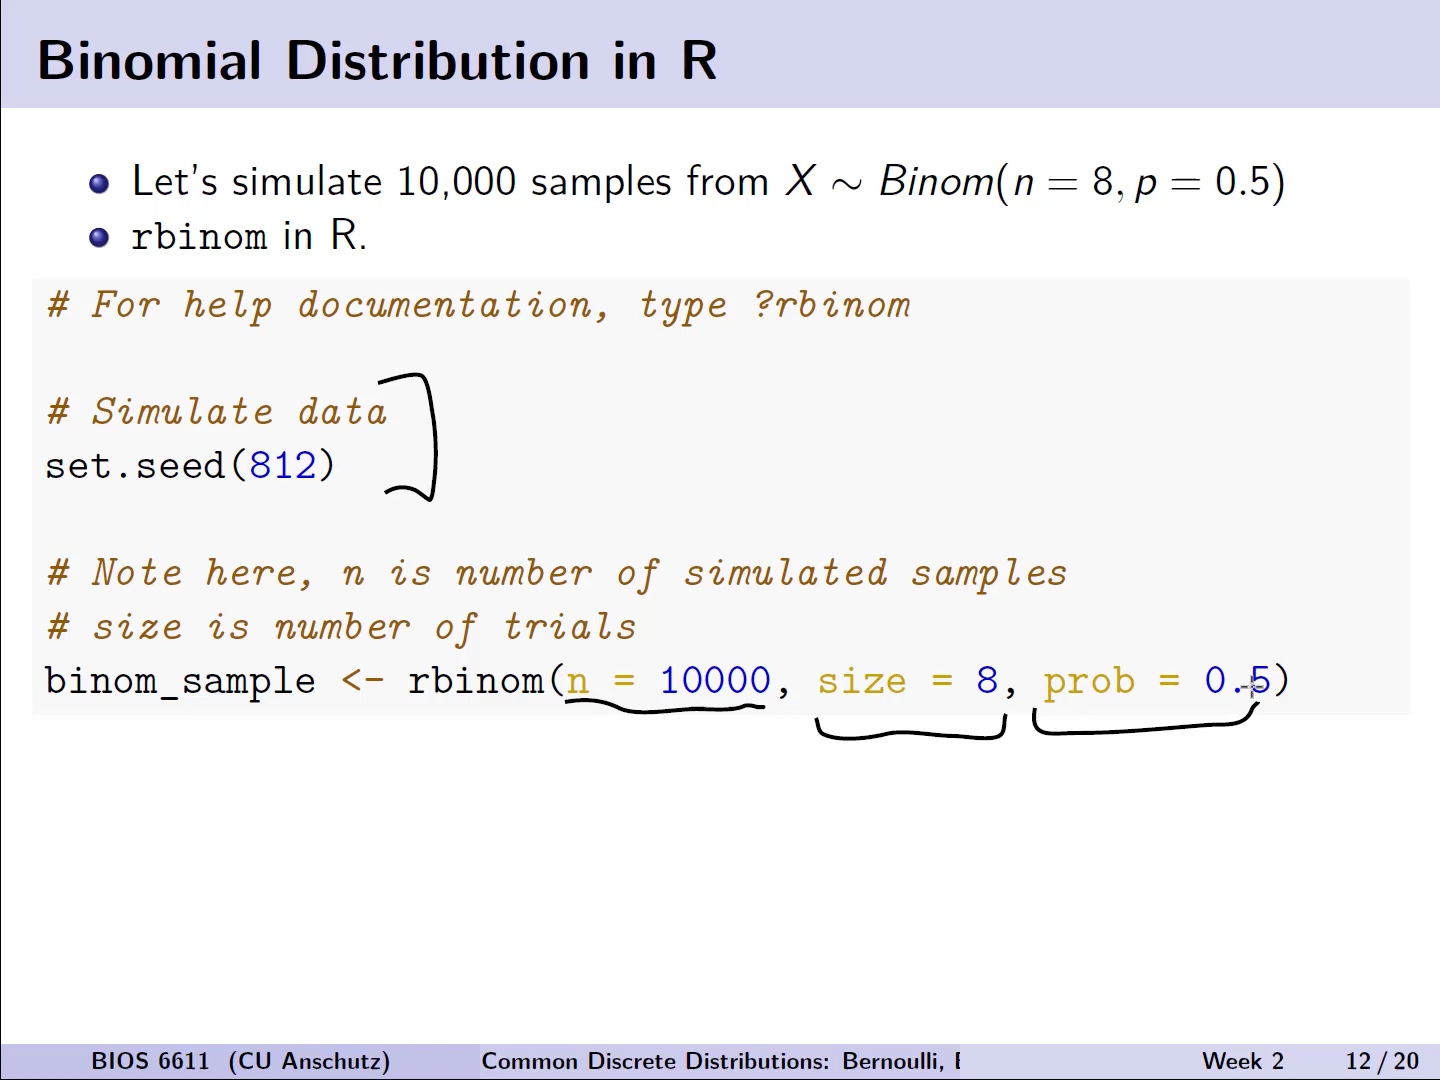 Binomial Distribution in R
Let's simulate 10,000 samples from X ∼ Binom(n = 8, p = 0.5)
rbinom in R.
# For help documentation, type ?rbinom
# Simulate data
set.seed(812)
# Note here, n is number of simulated samples
# size is number of trials
binom_sample <- rbinom(n = 10000, size = 8, prob = 0.5)
BIOS 6611 (CU Anschutz) Common Discrete Distributions: Bernoulli, Week 2 12 / 20